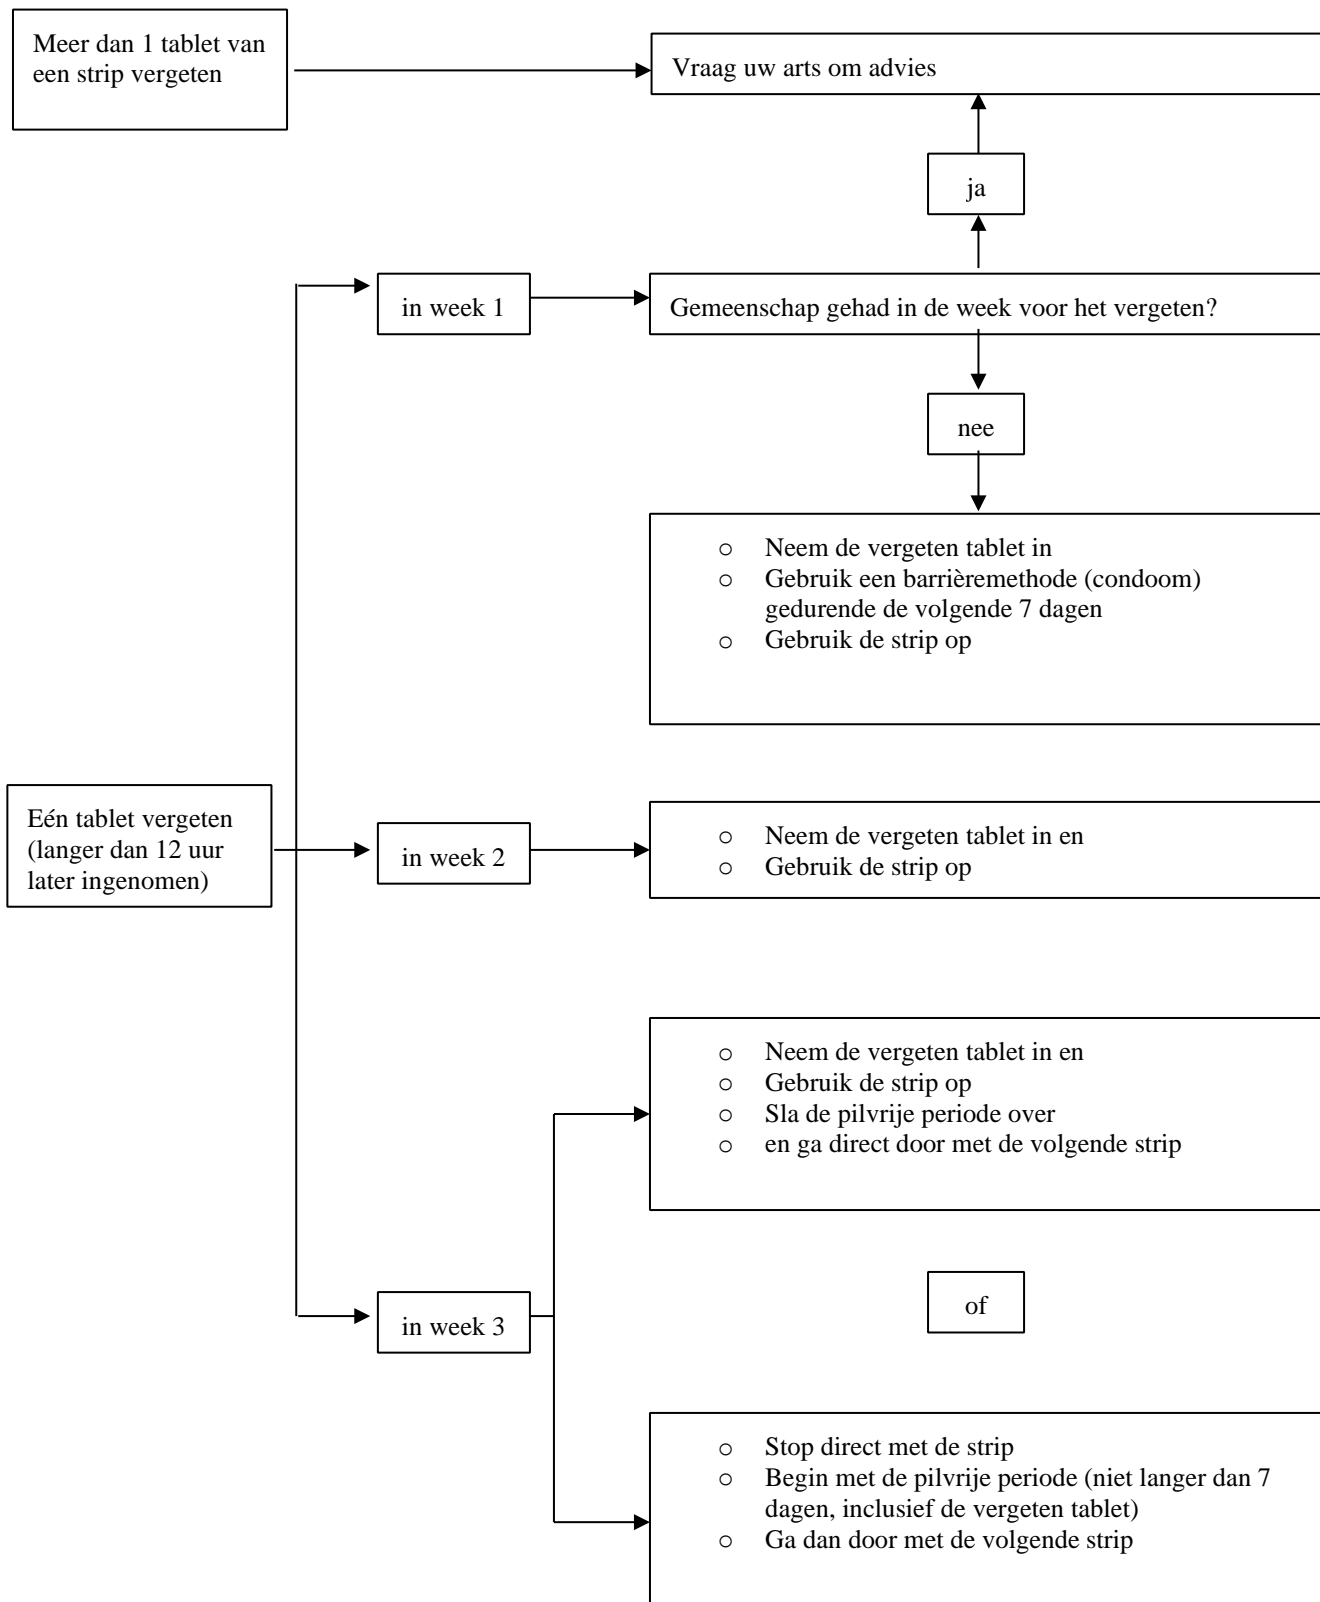 Meer dan 1 tablet van
een strip vergeten
Vraag uw arts om advies
ja
in week 1
Gemeenschap gehad in de week voor het vergeten?
nee
o Neem de vergeten tablet in
o Gebruik een barrièremethode (condoom)
gedurende de volgende 7 dagen
o Gebruik de strip op
Eén tablet vergeten
(langer dan 12 uur
later ingenomen)
in week 2
o Neem de vergeten tablet in en
o Gebruik de strip op
o Neem de vergeten tablet in en
o Gebruik de strip op
o Sla de pilvrije periode over
o en ga direct door met de volgende strip
of
in week 3
o Stop direct met de strip
o Begin met de pilvrije periode (niet langer dan 7
dagen, inclusief de vergeten tablet)
o Ga dan door met de volgende strip